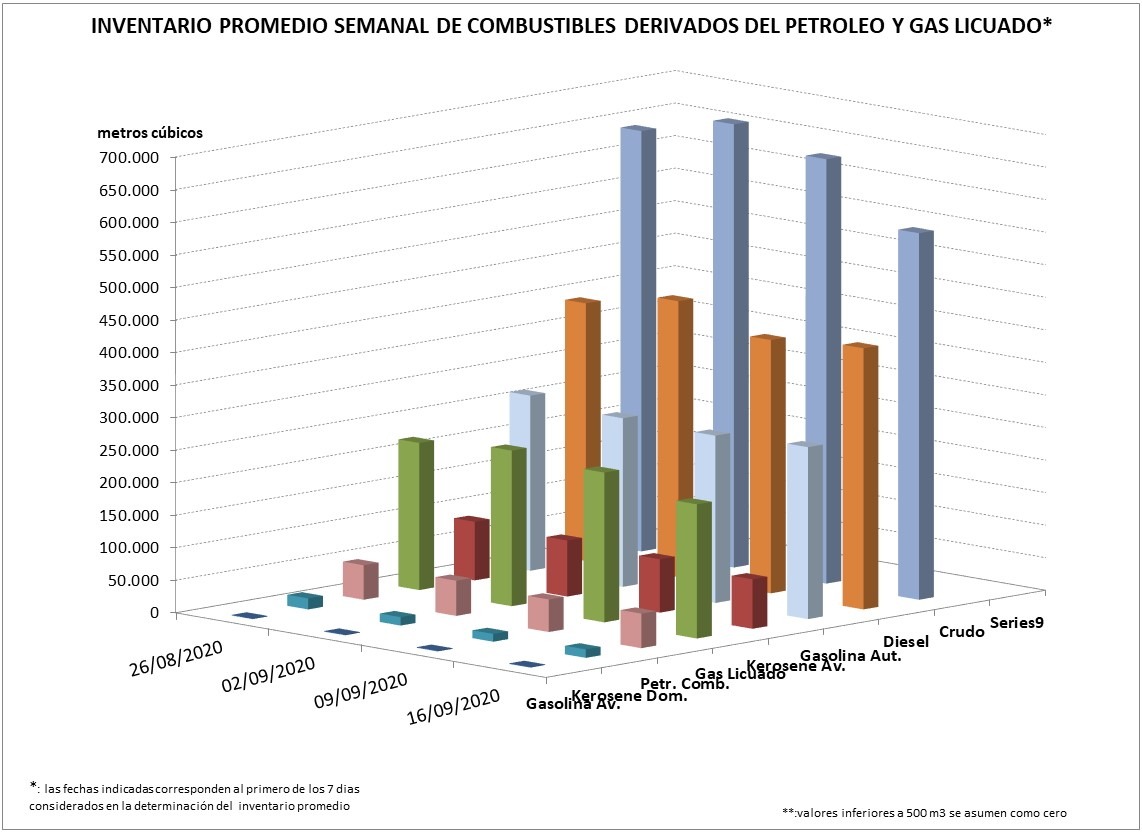 INVENTARIO PROMEDIO SEMANAL DE COMBUSTIBLES DERIVADOS DEL PETROLEO Y GAS LICUADO*
metros cúbicos
700.000
650.000
600.000
550.000
500.000
450.000
400.000
350.000
300.000
250.000
200.000
150.000
100.000
50.000
0
26/08/2020
02/09/2020
09/09/2020
16/09/2020
Gasolina Av.
Kerosene Dom.
Petr. Comb.
Gas Licuado
Kerosene Av.
Gasolina Aut.
Diesel
Crudo
Series9
*: las fechas indicadas corresponden al primero de los 7 dias
considerados en la determinación del inventario promedio
**:valores inferiores a 500 m3 se asumen como cero